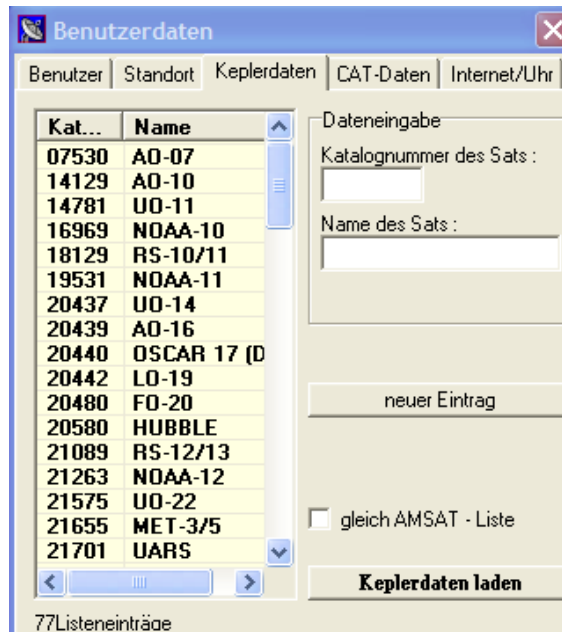 Benutzerdaten
Benutzer Standort Keplerdaten CAT-Daten Internet/Uhr
Kat... Name
07530 AO-07
14129 AO-10
14781 UO-11
16969 NOAA-10
18129 RS-10/11
19531 NOAA-11
20437 UO-14
20439 AO-16
20440 OSCAR 17 (D
20442 LO-19
20480 FO-20
20580 HUBBLE
21089 RS-12/13
21263 NOAA-12
21575 UO-22
21655 MET-3/5
21701 UARS
77Listeneinträge
Dateneingabe
Katalognummer des Sats :
Name des Sats :
neuer Eintrag
gleich AMSAT - Liste
Keplerdaten laden